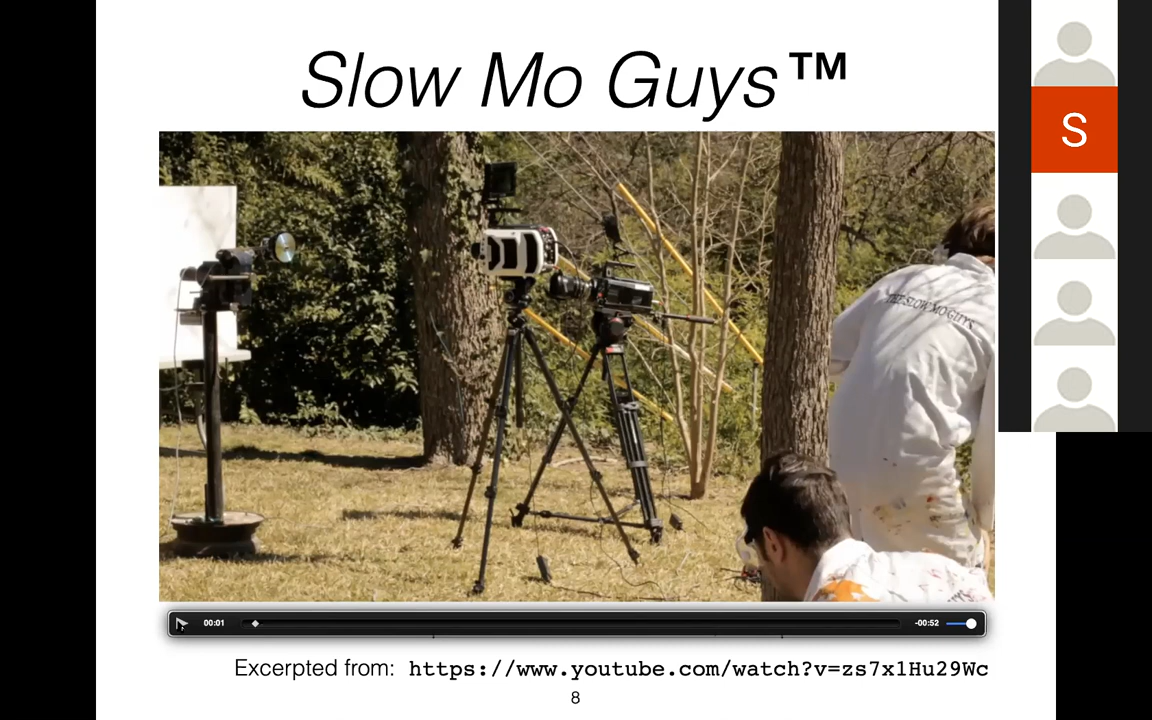 Slow Mo Guys™
S
THE SLOW MO GUYS
00:01
-00:52
Excerpted from: https://www.youtube.com/watch?v=zs7x1Hu29Wc
8